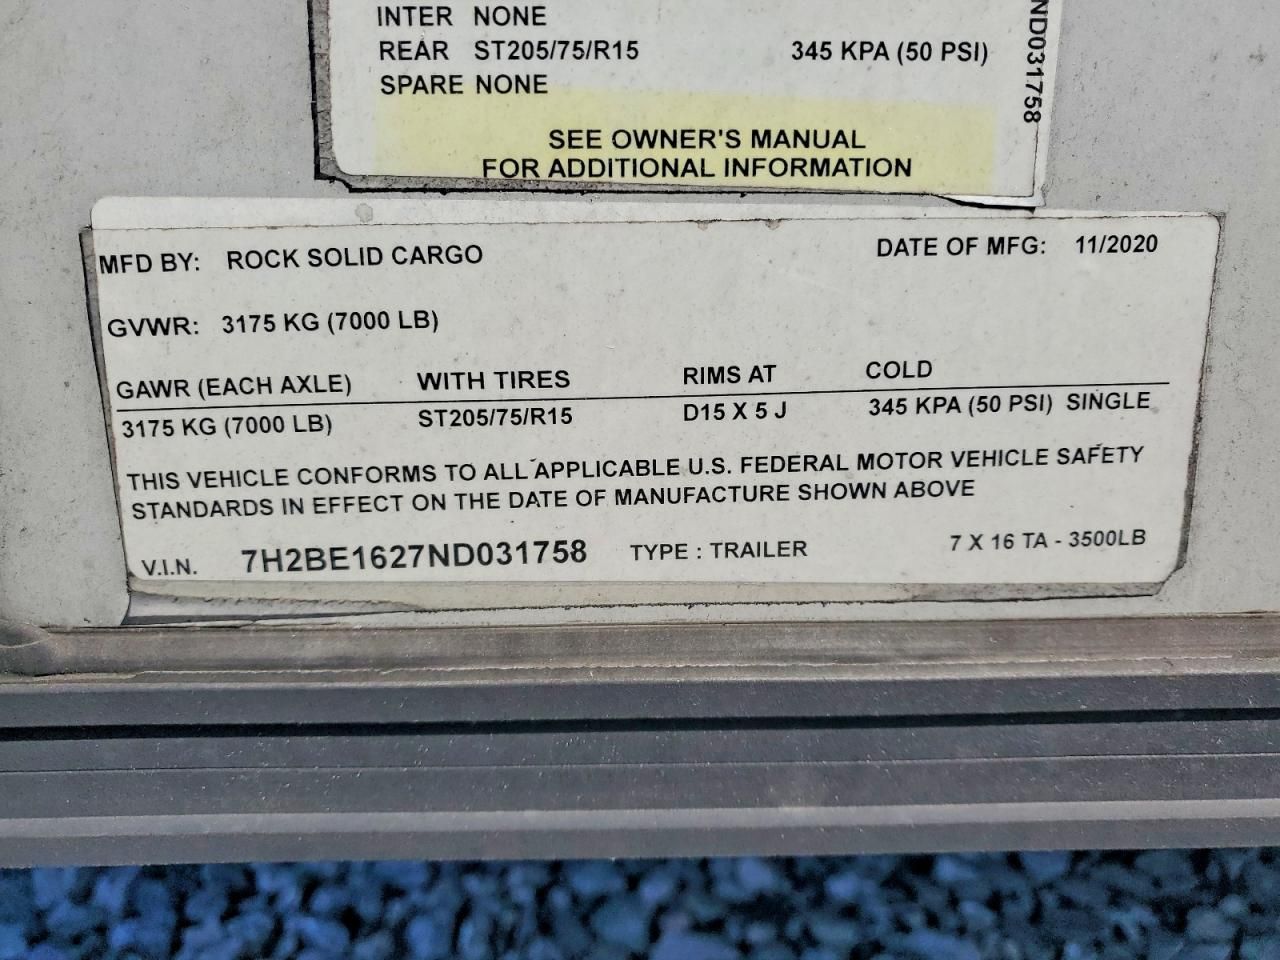 INTER NONE
REAR ST205/75/R15 345 KPA (50 PSI)
SPARE NONE
ND031758
SEE OWNER'S MANUAL
FOR ADDITIONAL INFORMATION
MFD BY: ROCK SOLID CARGO DATE OF MFG: 11/2020
GVWR: 3175 KG (7000 LB)
GAWR (EACH AXLE) WITH TIRES RIMS AT COLD
3175 KG (7000 LB) ST205/75/R15 D15 X 5 J 345 KPA (50 PSI) SINGLE
THIS VEHICLE CONFORMS TO ALL APPLICABLE U.S. FEDERAL MOTOR VEHICLE SAFETY
STANDARDS IN EFFECT ON THE DATE OF MANUFACTURE SHOWN ABOVE
V.I.N. 7H2BE1627ND031758 TYPE : TRAILER 7 X 16 TA - 3500LB